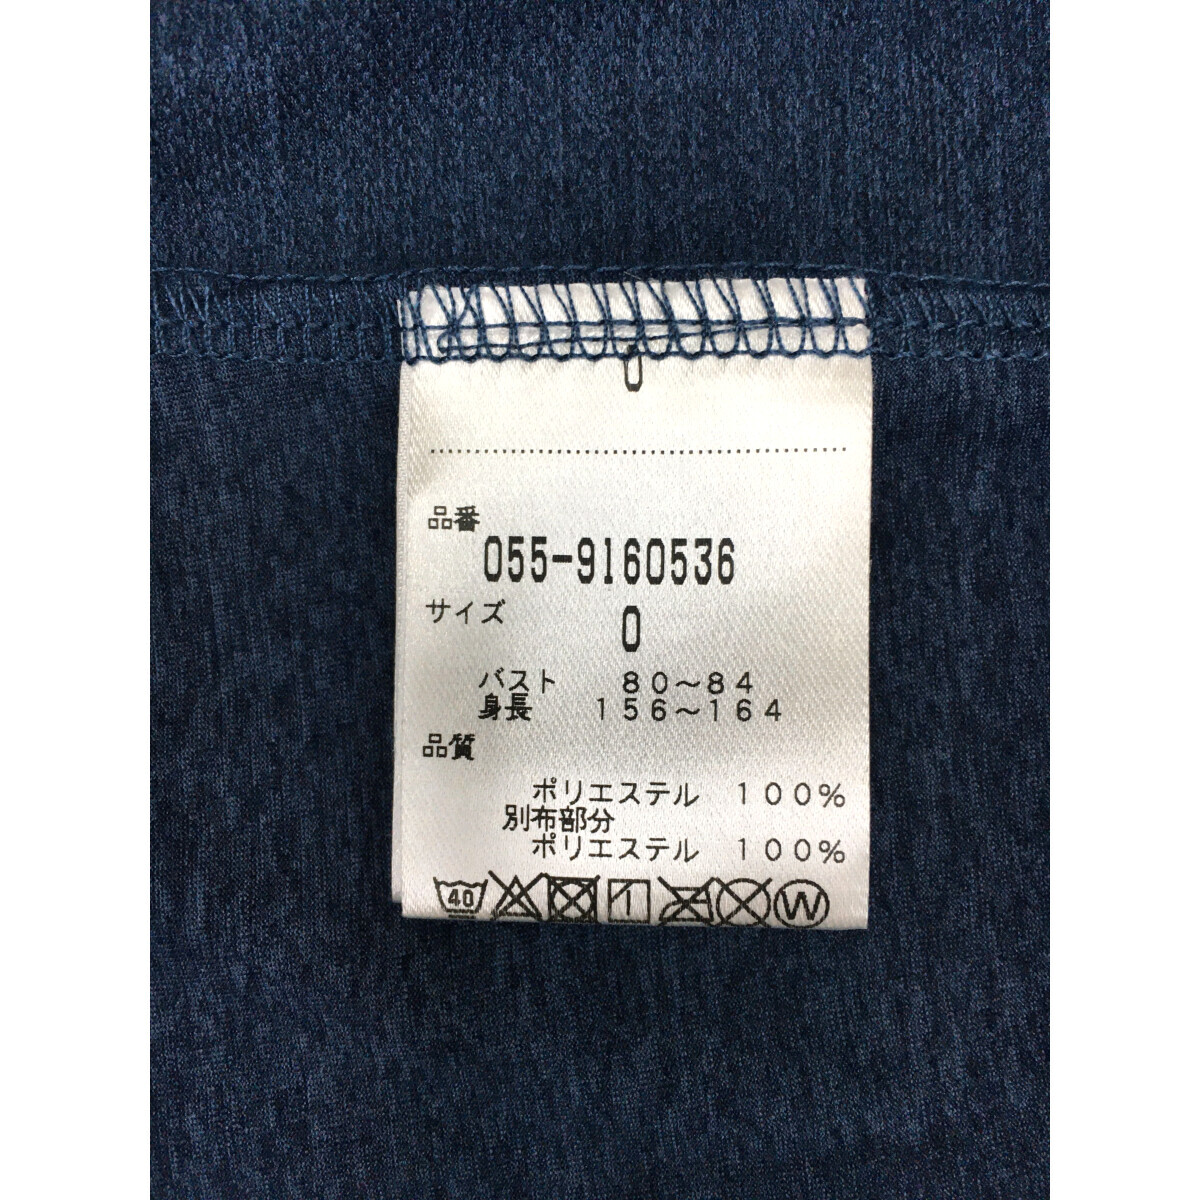 0
品番
055-9160536
サイズ
0
バスト 80~84
身長 156~164
品質
ポリエステル 100%
別布部分
ポリエステル 100%
40 1 W